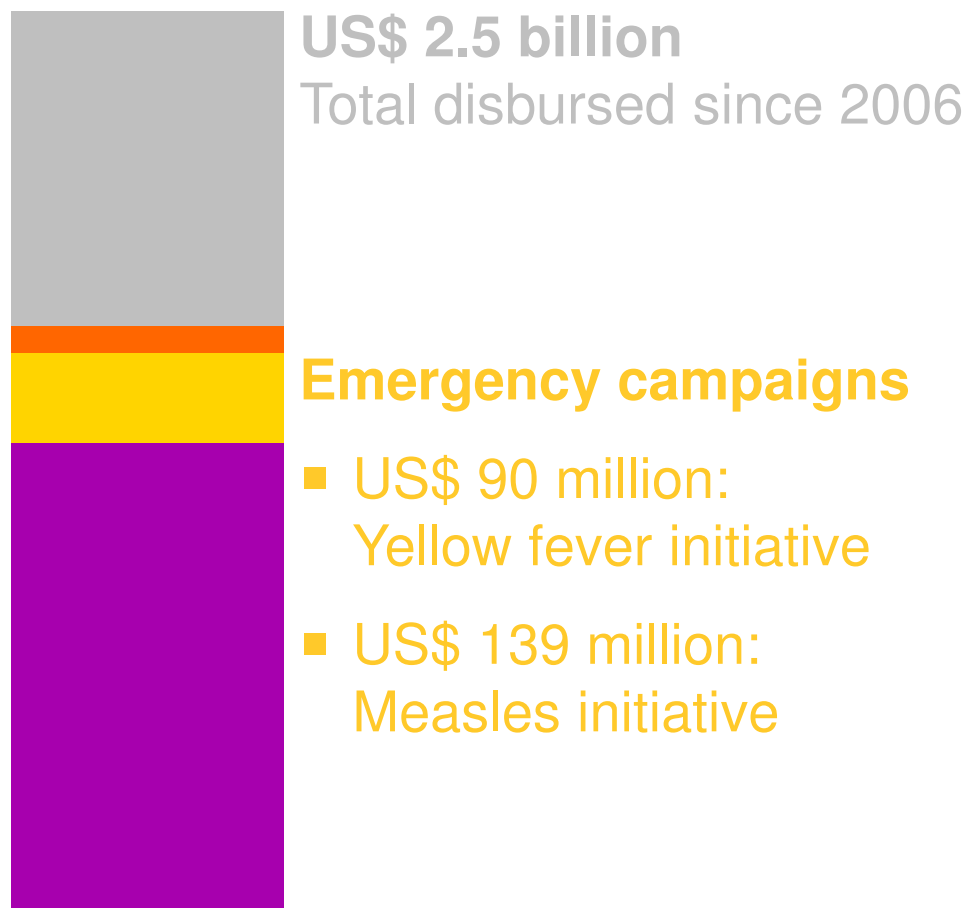 US$ 2.5 billion
Total disbursed since 2006
Emergency campaigns
US$ 90 million:
Yellow fever initiative
US$ 139 million:
Measles initiative